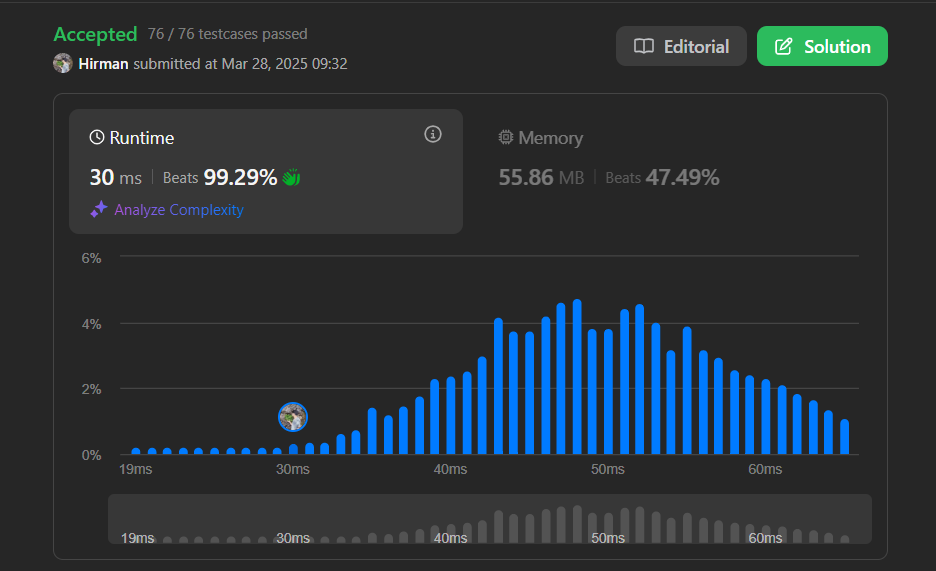 Accepted 76 / 76 testcases passed
Hirman submitted at Mar 28, 2025 09:32
Editorial
Solution
Runtime
30 ms | Beats 99.29%
Analyze Complexity
Memory
55.86 MB | Beats 47.49%
6%
4%
2%
0%
19ms 30ms 40ms 50ms 60ms
19ms 30ms 40ms 50ms 60ms